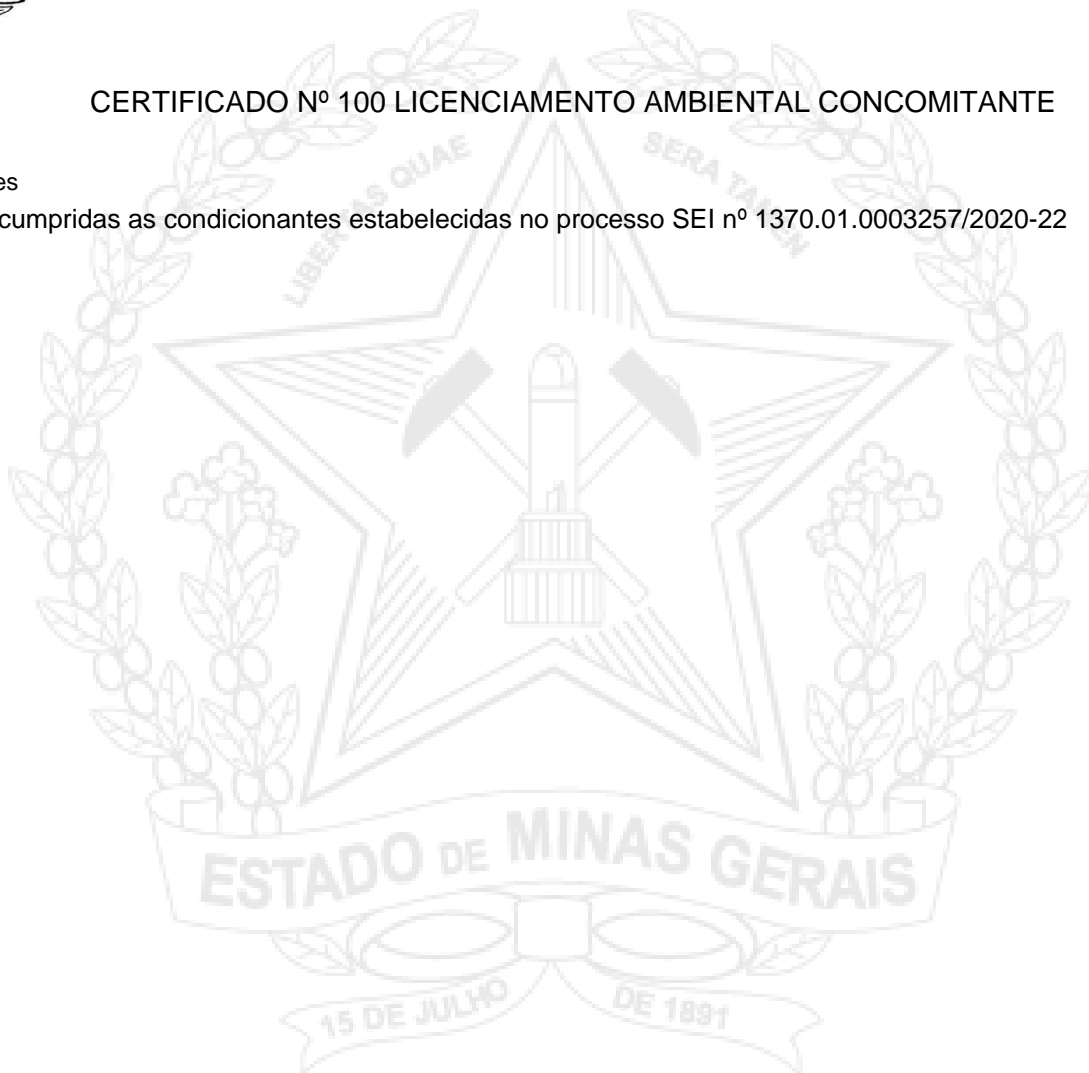 CERTIFICADO Nº 100 LICENCIAMENTO AMBIENTAL CONCOMITANTE
es
cumpridas as condicionantes estabelecidas no processo SEI nº 1370.01.0003257/2020-22
LIBERTAS QUAE SERA TAMEN
ESTADO DE MINAS GERAIS
15 DE JULHO DE 1891